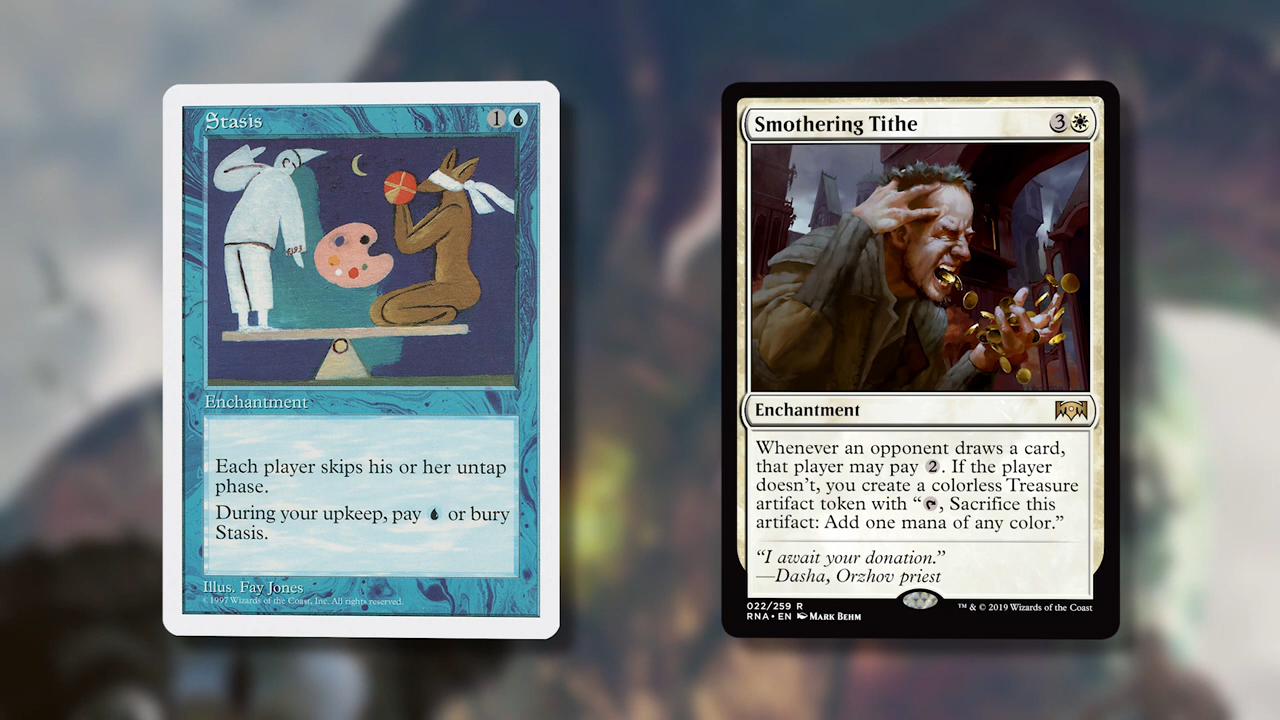 Stasis
1
Enchantment
Each player skips his or her untap
phase.
During your upkeep, pay or bury
Stasis.
Illus. Fay Jones
© 1997 Wizards of the Coast, Inc. All rights reserved.
Smothering Tithe
3
Enchantment
Whenever an opponent draws a card,
that player may pay 2. If the player
doesn't, you create a colorless Treasure
artifact token with “, Sacrifice this
artifact: Add one mana of any color.”
“I await your donation.”
—Dasha, Orzhov priest
022/259 R
RNA • EN Mark Behm
™ & © 2019 Wizards of the Coast